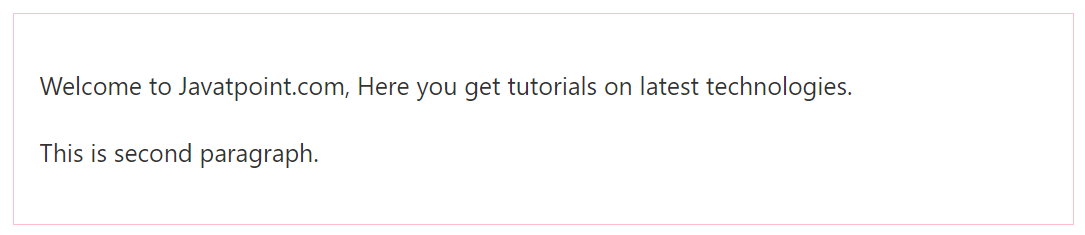 Welcome to Javatpoint.com, Here you get tutorials on latest technologies.
This is second paragraph.